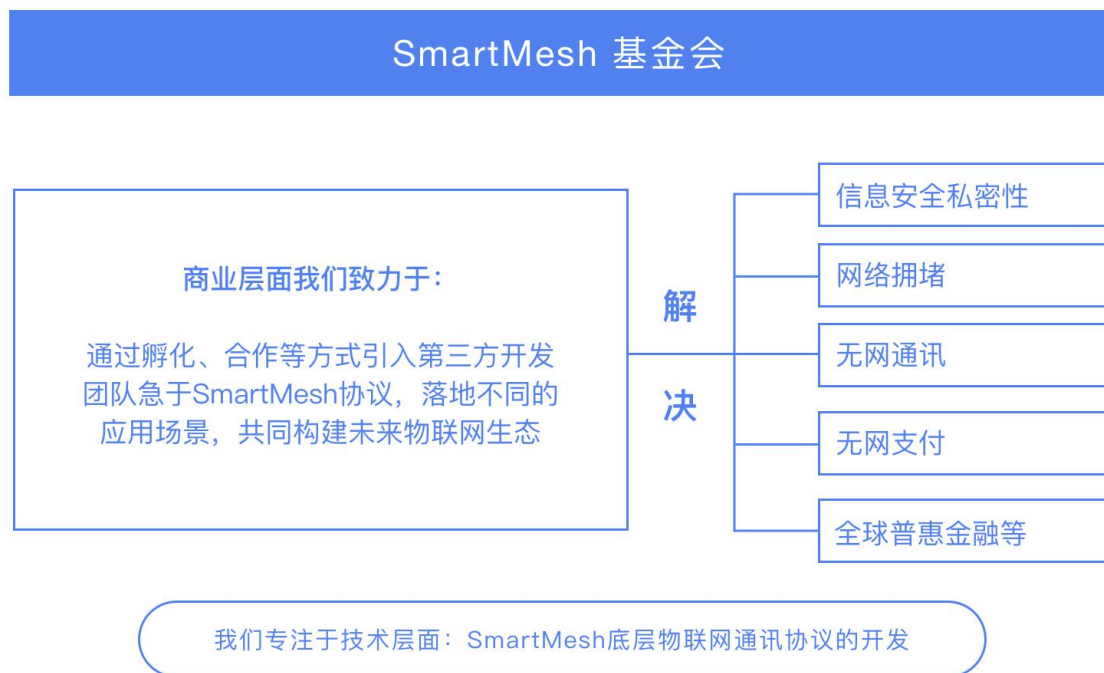 SmartMesh 基金会
商业层面我们致力于：
通过孵化、合作等方式引入第三方开发
团队急于SmartMesh协议，落地不同的
应用场景，共同构建未来物联网生态
解
决
信息安全私密性
网络拥堵
无网通讯
无网支付
全球普惠金融等
我们专注于技术层面：SmartMesh底层物联网通讯协议的开发